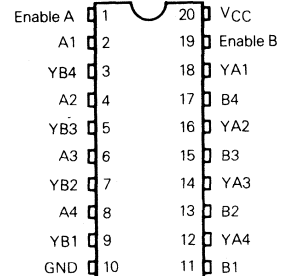 Enable A 1 20 VCC
A1 2 19 Enable B
YB4 3 18 YA1
A2 4 17 B4
YB3 5 16 YA2
A3 6 15 B3
YB2 7 14 YA3
A4 8 13 B2
YB1 9 12 YA4
GND 10 11 B1